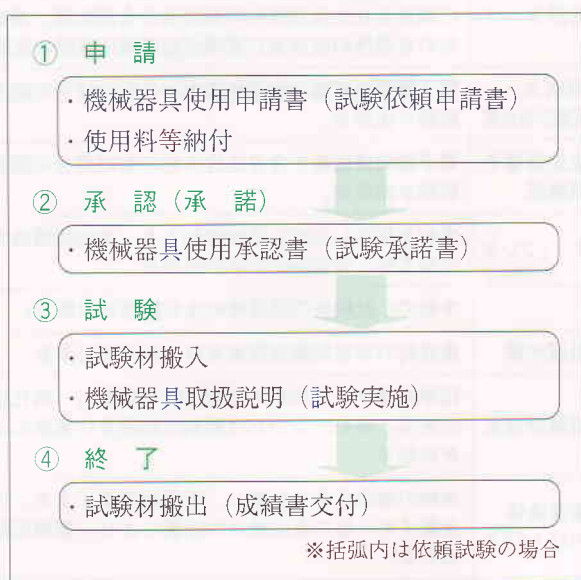 ① 申 請
・機械器具使用申請書（試験依頼申請書）
・使用料等納付
② 承 認（承 諾）
・機械器具使用承認書（試験承諾書）
③ 試 験
・試験材搬入
・機械器具取扱説明（試験実施）
④ 終 了
・試験材搬出（成績書交付）
※括弧内は依頼試験の場合